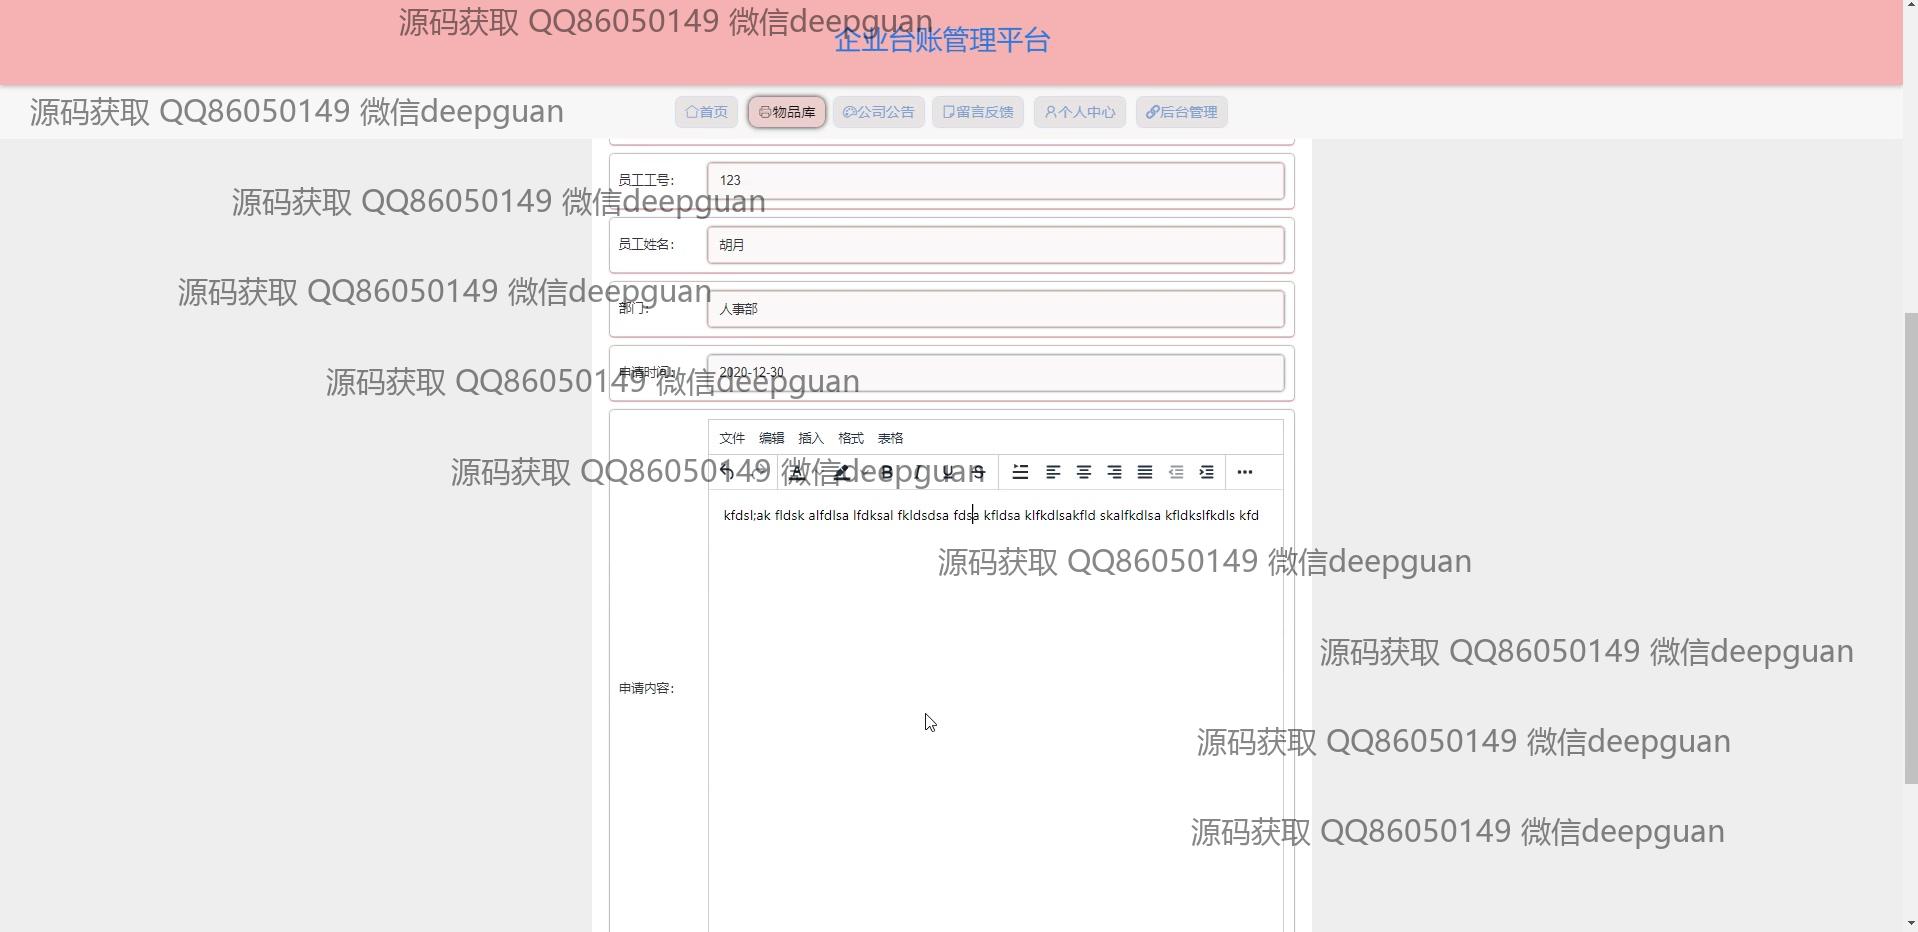 源码获取 QQ86050149 微信deepguan
企业台账管理平台
源码获取 QQ86050149 微信deepguan
首页 物品库 公司公告 留言反馈 个人中心 后台管理
员工工号: 123
源码获取 QQ86050149 微信deepguan
员工姓名: 胡月
源码获取 QQ86050149 微信deepguan
部门: 人事部
申请时间: 2020-12-30
源码获取 QQ86050149 微信deepguan
文件 编辑 插入 格式 表格
源码获取 QQ86050149 微信deepguan
kfdsl;ak fldsk alfdlsa lfdksal fkldsdsa fdsa kfldsa klfkdlsakfld skalfkdlsa kfldkslfkdls kfd
源码获取 QQ86050149 微信deepguan
源码获取 QQ86050149 微信deepguan
申请内容:
源码获取 QQ86050149 微信deepguan
源码获取 QQ86050149 微信deepguan